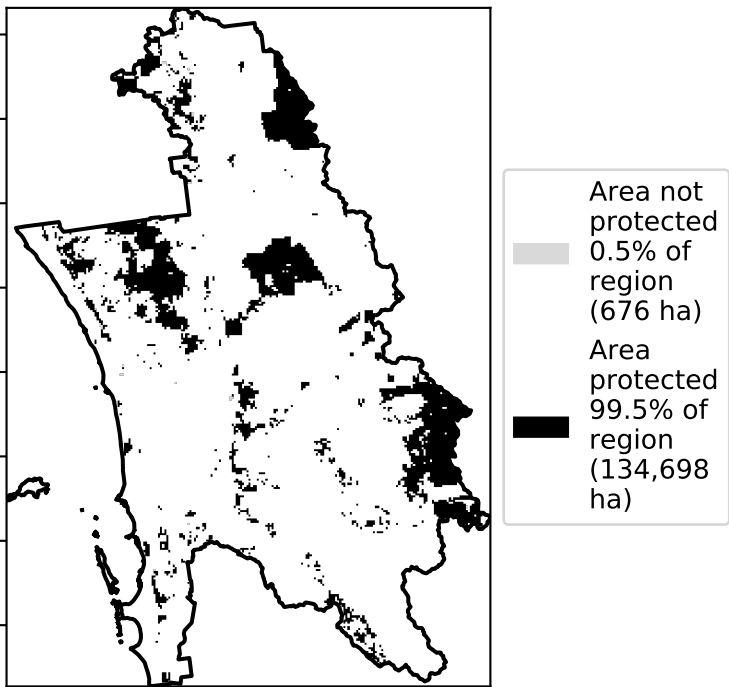 Area not
protected
0.5% of
region
(676 ha)
Area
protected
99.5% of
region
(134,698
ha)